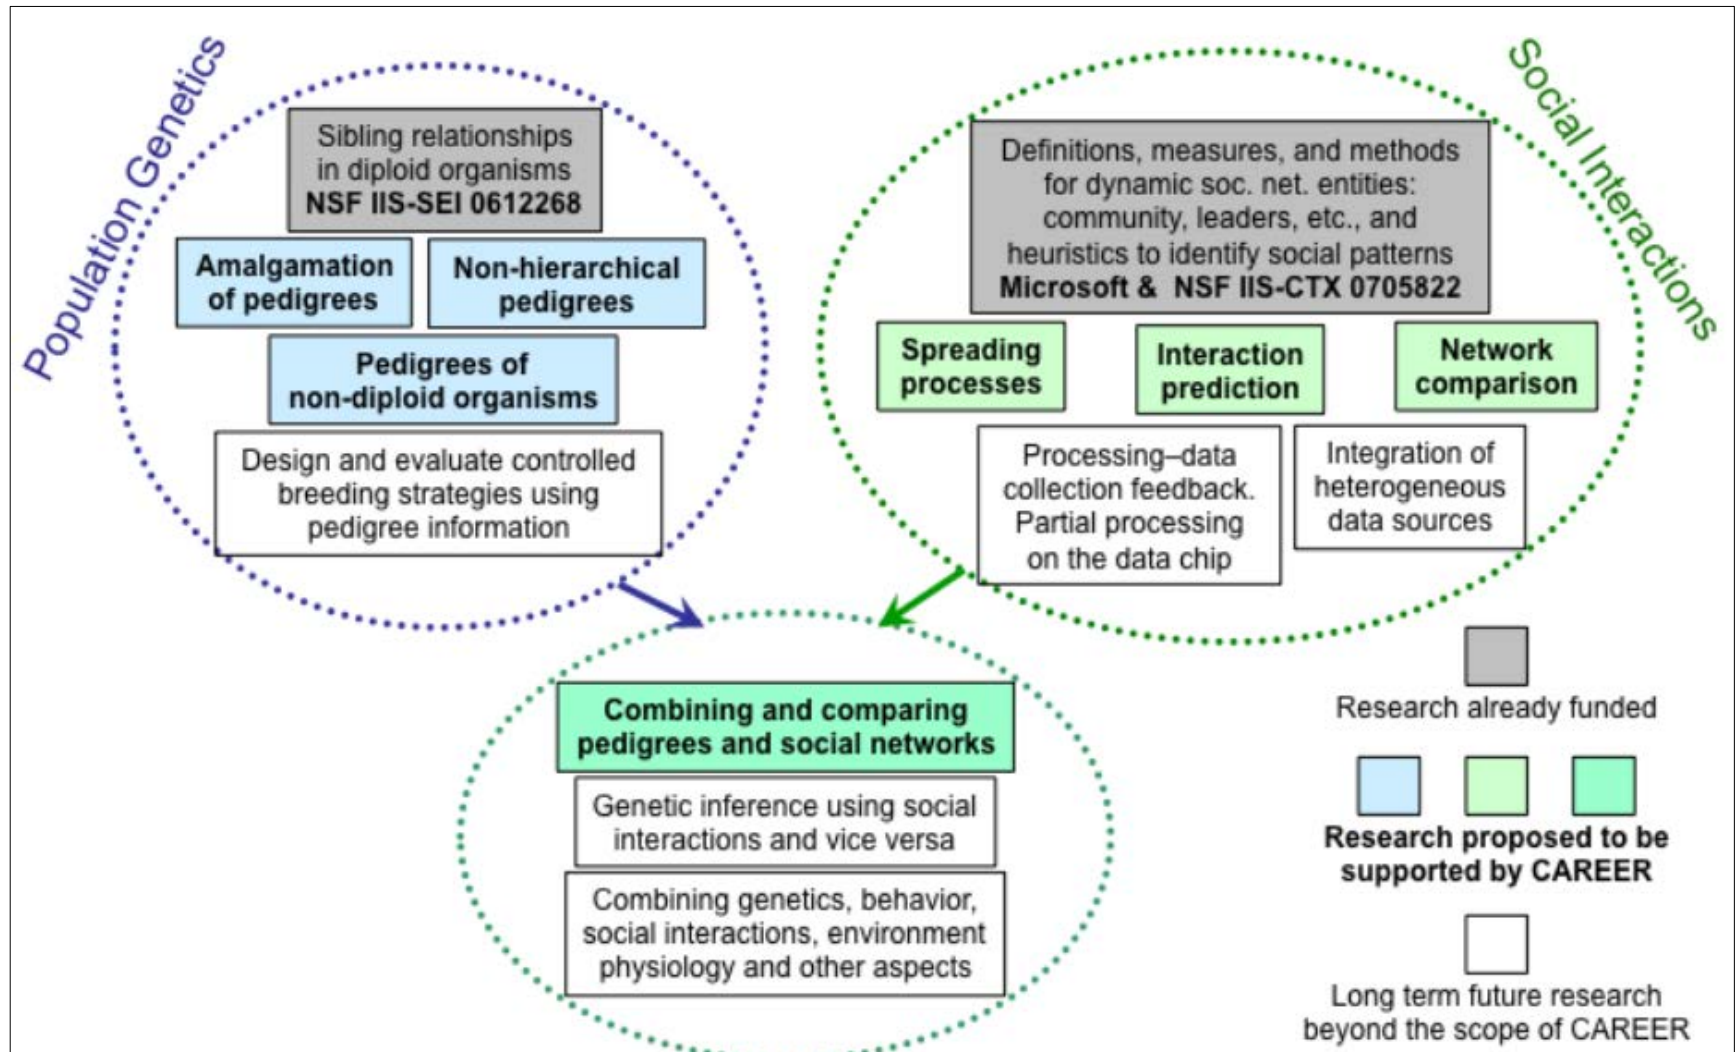 Population Genetics
Sibling relationships
in diploid organisms
NSF IIS-SEI 0612268
Amalgamation
of pedigrees
Non-hierarchical
pedigrees
Pedigrees of
non-diploid organisms
Design and evaluate controlled
breeding strategies using
pedigree information
Social Interactions
Definitions, measures, and methods
for dynamic soc. net. entities:
community, leaders, etc., and
heuristics to identify social patterns
Microsoft & NSF IIS-CTX 0705822
Spreading
processes
Interaction
prediction
Network
comparison
Processing–data
collection feedback.
Partial processing
on the data chip
Integration of
heterogeneous
data sources
Combining and comparing
pedigrees and social networks
Genetic inference using social
interactions and vice versa
Combining genetics, behavior,
social interactions, environment
physiology and other aspects
Research already funded
Research proposed to be
supported by CAREER
Long term future research
beyond the scope of CAREER